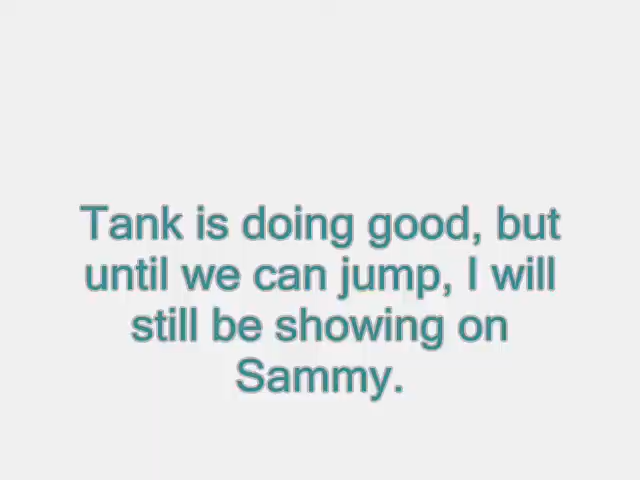 Tank is doing good, but
until we can jump, I will
still be showing on
Sammy.